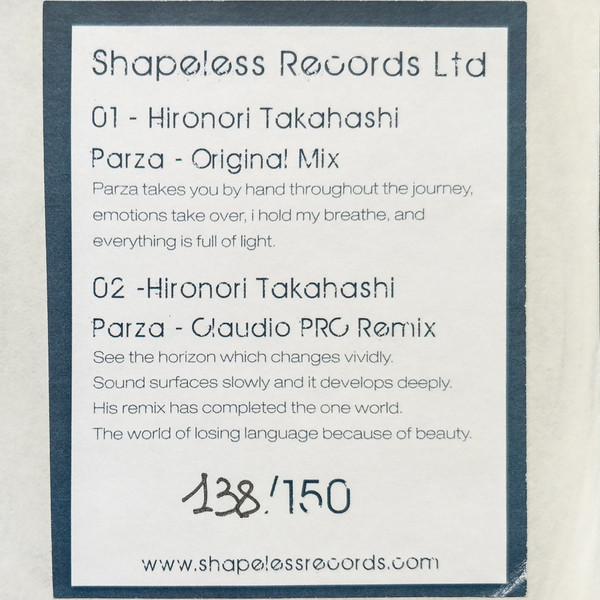 Shapeless Records Ltd
01 - Hironori Takahashi
Parza - Original Mix
Parza takes you by hand throughout the journey,
emotions take over, i hold my breathe, and
everything is full of light.
02 -Hironori Takahashi
Parza - Claudio PRC Remix
See the horizon which changes vividly.
Sound surfaces slowly and it develops deeply.
His remix has completed the one world.
The world of losing language because of beauty.
138./150
www.shapelessrecords.com